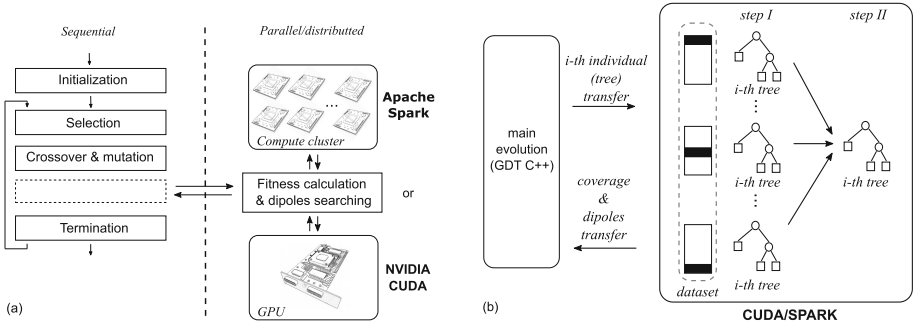 (a)
Sequential
Initialization
Selection
Crossover & mutation
Termination
Parallel/distributted
...
Compute cluster
Apache
Spark
Fitness calculation
& dipoles searching
or
GPU
NVIDIA
CUDA
(b)
main
evolution
(GDT C++)
i-th individual
(tree)
transfer
coverage
&
dipoles
transfer
step I
step II
i-th tree
...
i-th tree
...
i-th tree
i-th tree
dataset
CUDA/SPARK